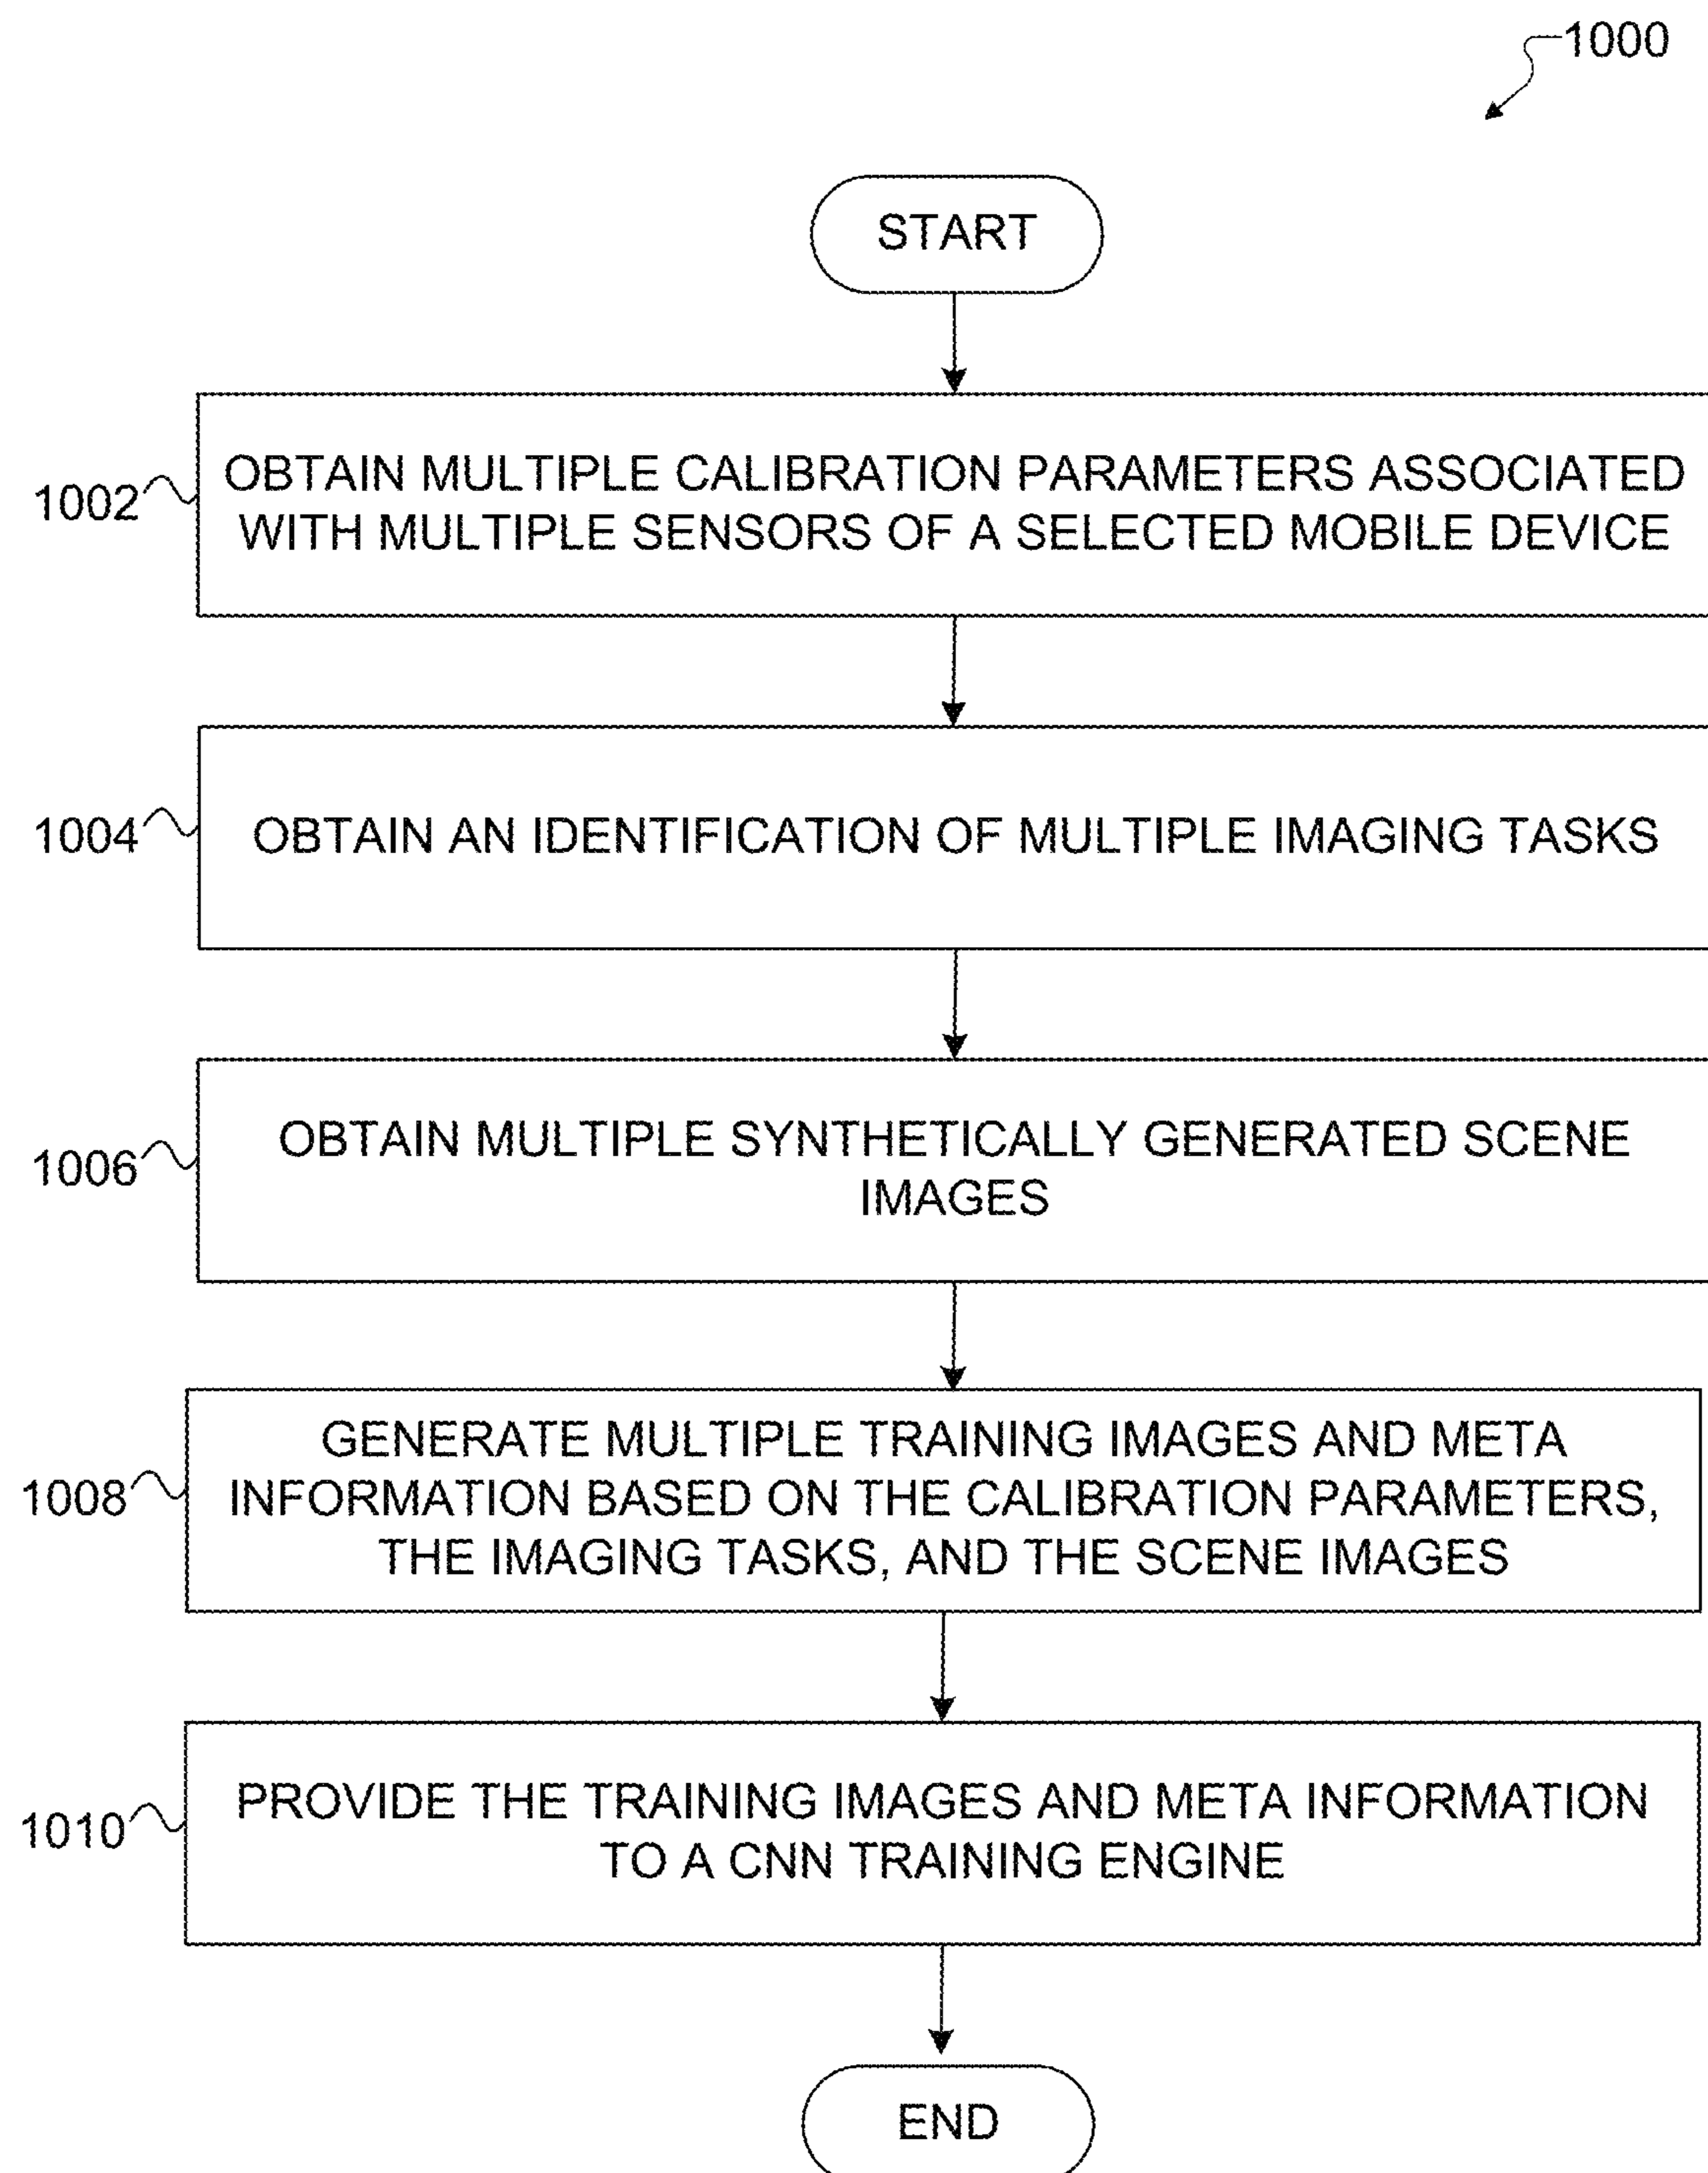 1000
START
1002
OBTAIN MULTIPLE CALIBRATION PARAMETERS ASSOCIATED
WITH MULTIPLE SENSORS OF A SELECTED MOBILE DEVICE
1004
OBTAIN AN IDENTIFICATION OF MULTIPLE IMAGING TASKS
1006
OBTAIN MULTIPLE SYNTHETICALLY GENERATED SCENE
IMAGES
1008
GENERATE MULTIPLE TRAINING IMAGES AND META
INFORMATION BASED ON THE CALIBRATION PARAMETERS,
THE IMAGING TASKS, AND THE SCENE IMAGES
1010
PROVIDE THE TRAINING IMAGES AND META INFORMATION
TO A CNN TRAINING ENGINE
END